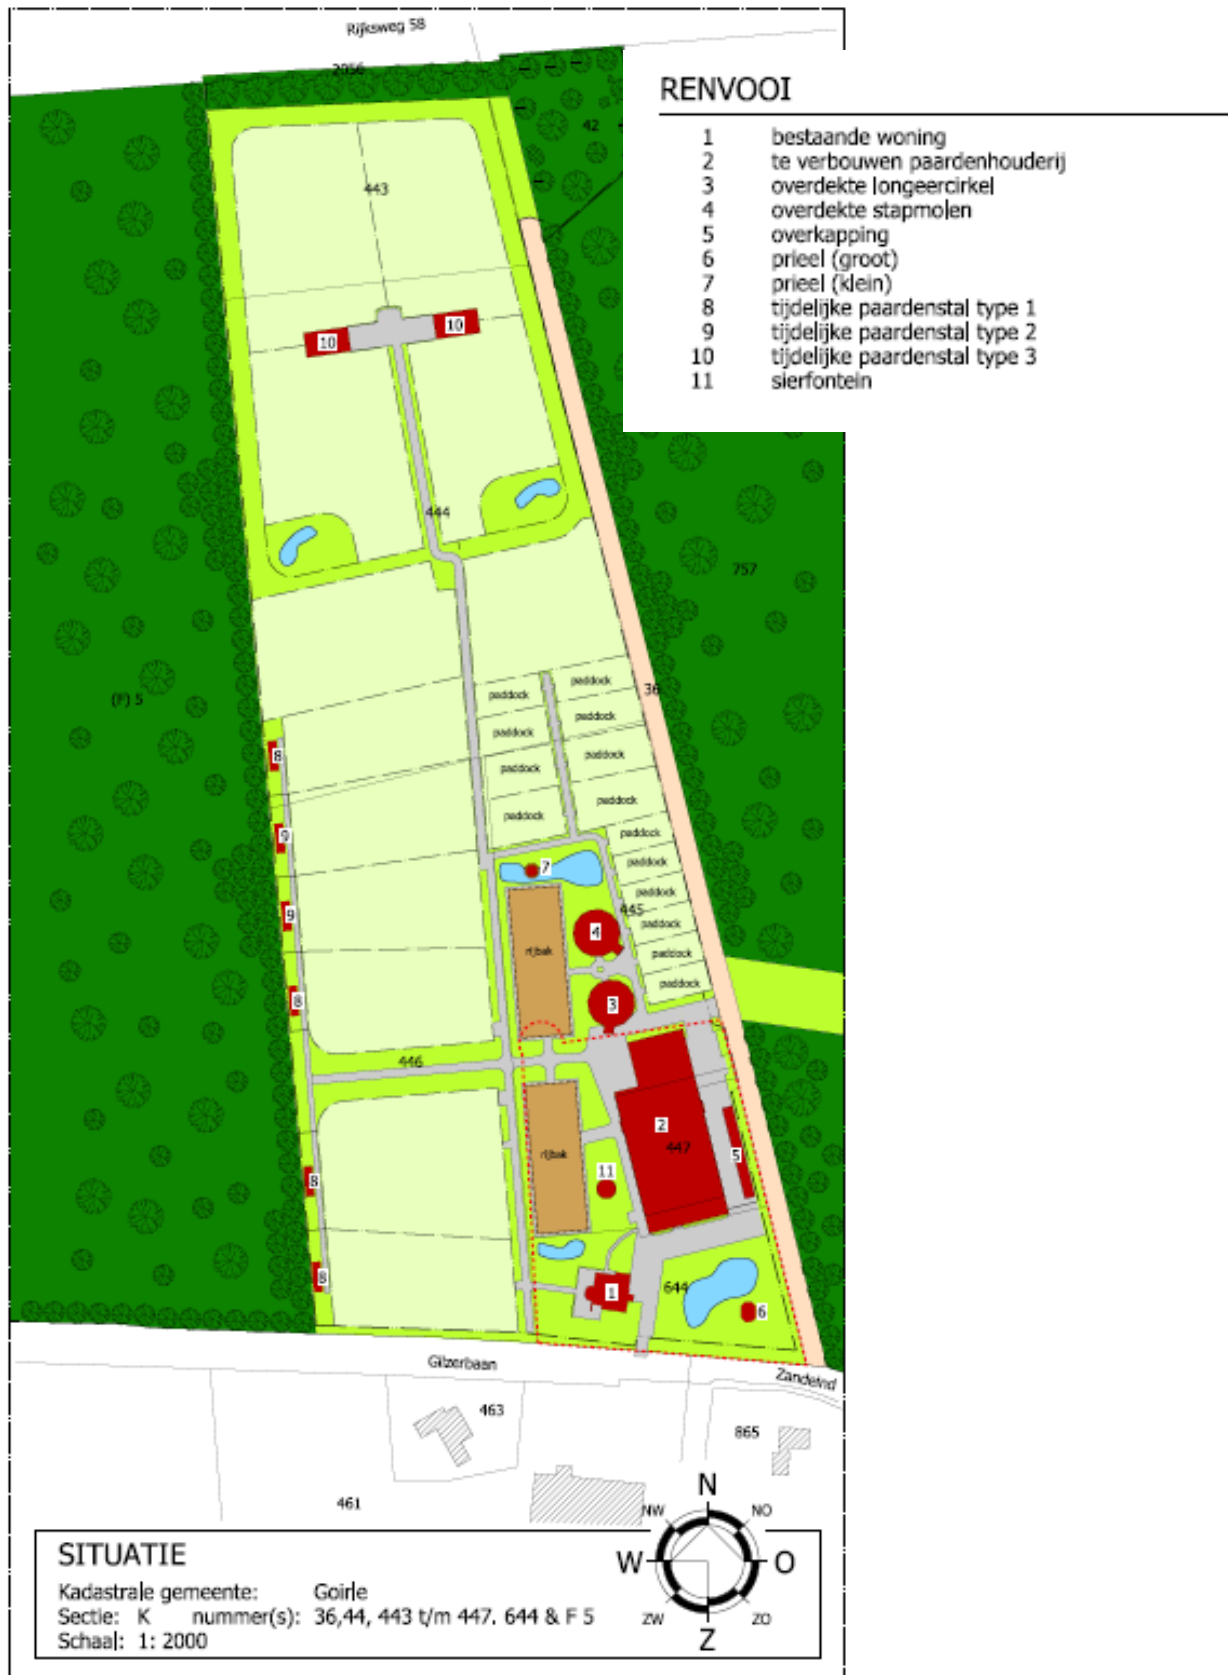 Rijksweg 58
2056
42
RENVOOI
1 bestaande woning
2 te verbouwen paardenhouderij
3 overdekte longeercirkel
4 overdekte stapmolen
5 overkapping
6 prieel (groot)
7 prieel (klein)
8 tijdelijke paardenstal type 1
9 tijdelijke paardenstal type 2
10 tijdelijke paardenstal type 3
11 sierfontein
443
10
10
444
757
(F) 5
36
paddock
paddock
paddock
paddock
paddock
paddock
paddock
paddock
8
9
paddock
paddock
7
paddock
9
445
paddock
4
rijbak
paddock
paddock
8
3
446
2
447
rijbak
5
11
8
8
1
644
6
Gilzerbaan
Zandeind
463
865
461
N
NW
NO
W
O
ZW
ZO
Z
SITUATIE
Kadastrale gemeente: Goirle
Sectie: K nummer(s): 36,44, 443 t/m 447. 644 & F 5
Schaal: 1: 2000